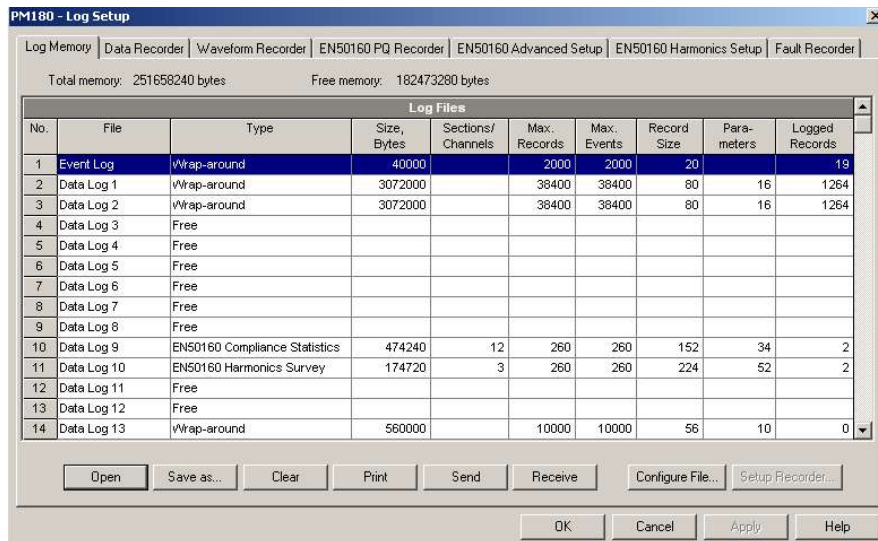 PM180 - Log Setup
Log Memory Data Recorder Waveform Recorder EN50160 PQ Recorder EN50160 Advanced Setup EN50160 Harmonics Setup Fault Recorder
Total memory: 251658240 bytes Free memory: 182473280 bytes
Log Files
No. File Type Size, Bytes Sections/ Channels Max. Records Max. Events Record Size Para- meters Logged Records
1 Event Log Wrap-around 40000 2000 2000 20 19
2 Data Log 1 Wrap-around 3072000 38400 38400 80 16 1264
3 Data Log 2 Wrap-around 3072000 38400 38400 80 16 1264
4 Data Log 3 Free
5 Data Log 4 Free
6 Data Log 5 Free
7 Data Log 6 Free
8 Data Log 7 Free
9 Data Log 8 Free
10 Data Log 9 EN50160 Compliance Statistics 474240 12 260 260 152 34 2
11 Data Log 10 EN50160 Harmonics Survey 174720 3 260 260 224 52 2
12 Data Log 11 Free
13 Data Log 12 Free
14 Data Log 13 Wrap-around 560000 10000 10000 56 10 0
Open Save as... Clear Print Send Receive Configure File... Setup Recorder...
OK Cancel Apply Help